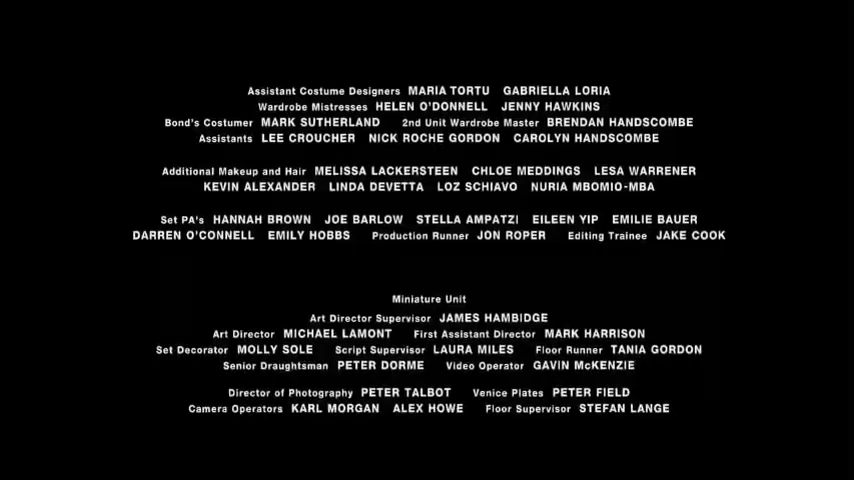 Assistant Costume Designers MARIA TORTU GABRIELLA LORIA
Wardrobe Mistresses HELEN O'DONNELL JENNY HAWKINS
Bond's Costumer MARK SUTHERLAND 2nd Unit Wardrobe Master BRENDAN HANDSCOMBE
Assistants LEE CROUCHER NICK ROCHE GORDON CAROLYN HANDSCOMBE
Additional Makeup and Hair MELISSA LACKERSTEEN CHLOE MEDDINGS LESA WARRENER
KEVIN ALEXANDER LINDA DEVETTA LOZ SCHIAVO NURIA MBOMIO-MBA
Set PA's HANNAH BROWN JOE BARLOW STELLA AMPATZI EILEEN YIP EMILIE BAUER
DARREN O'CONNELL EMILY HOBBS Production Runner JON ROPER Editing Trainee JAKE COOK
Miniature Unit
Art Director Supervisor JAMES HAMBIDGE
Art Director MICHAEL LAMONT First Assistant Director MARK HARRISON
Set Decorator MOLLY SOLE Script Supervisor LAURA MILES Floor Runner TANIA GORDON
Senior Draughtsman PETER DORME Video Operator GAVIN McKENZIE
Director of Photography PETER TALBOT Venice Plates PETER FIELD
Camera Operators KARL MORGAN ALEX HOWE Floor Supervisor STEFAN LANGE